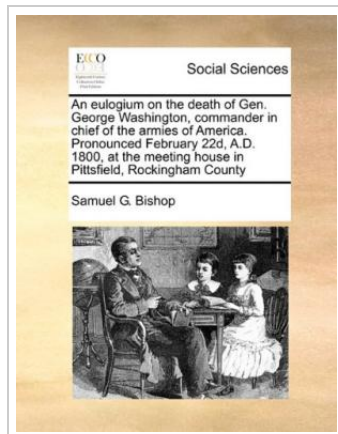 ECCO
Social Sciences
An eulogium on the death of Gen.
George Washington, commander in
chief of the armies of America.
Pronounced February 22d, A.D.
1800, at the meeting house in
Pittsfield, Rockingham County
Samuel G. Bishop